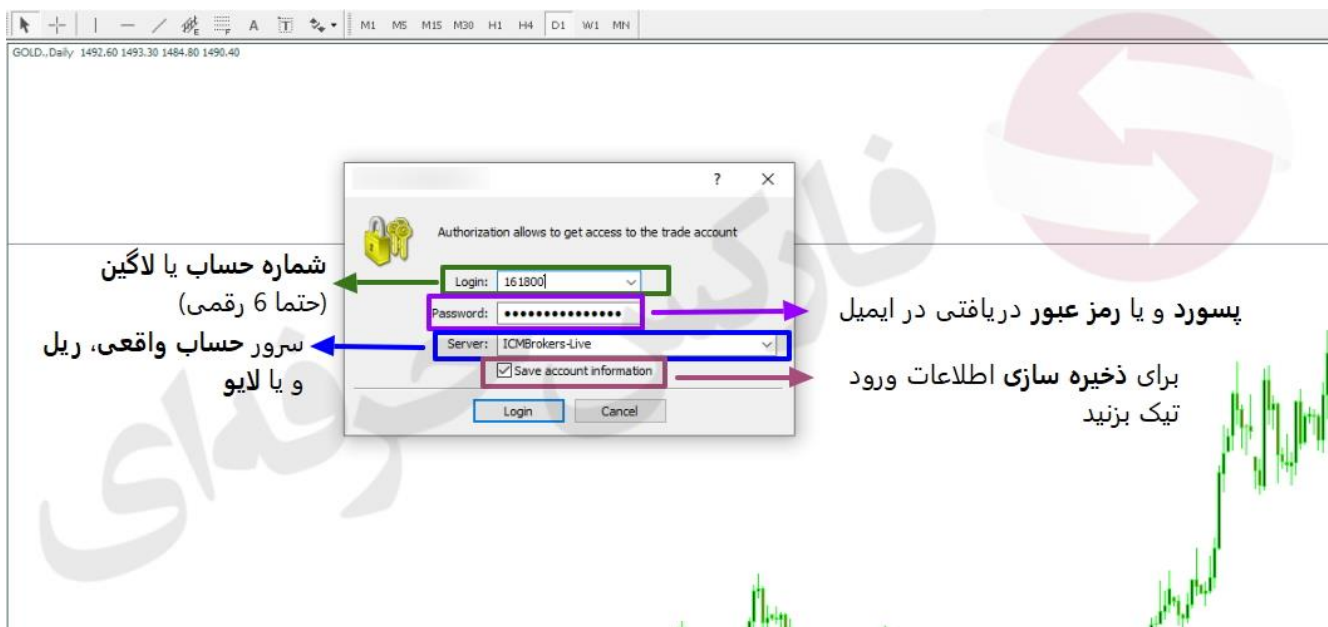 A T M1 M5 M15 M30 H1 H4 D1 W1 MN
GOLD.,Daily 1492.60 1493.30 1484.80 1490.40
? ×
Authorization allows to get access to the trade account
Login: 161800
Password: •••••••••••••••
Server: ICMBrokers-Live
Save account information
Login Cancel
شماره حساب یا لاگین
(حتما 6 رقمی)
سرور حساب واقعی، ریل
و یا لایو
پسورد و یا رمز عبور دریافتی در ایمیل
برای ذخیره سازی اطلاعات ورود
تیک بزنید
فارکس حرفه‌ای